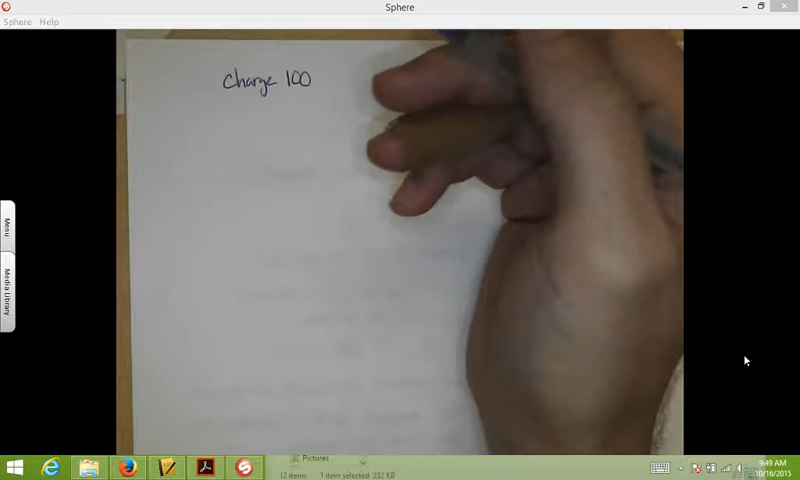 Sphere
Sphere Help
Charge 100
Menu
Media Library
Pictures
12 items 1 item selected 232 KB
9:49 AM
10/16/2015